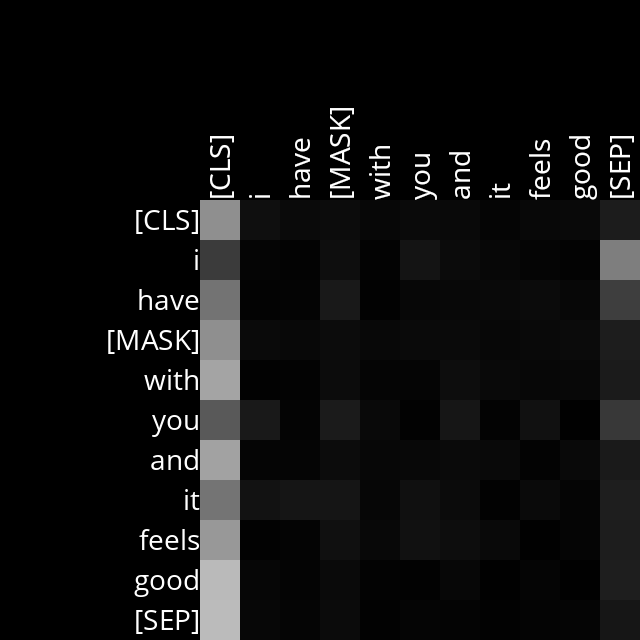 [CLS] i have [MASK] with you and it feels good [SEP]
[CLS]
i
have
[MASK]
with
you
and
it
feels
good
[SEP]